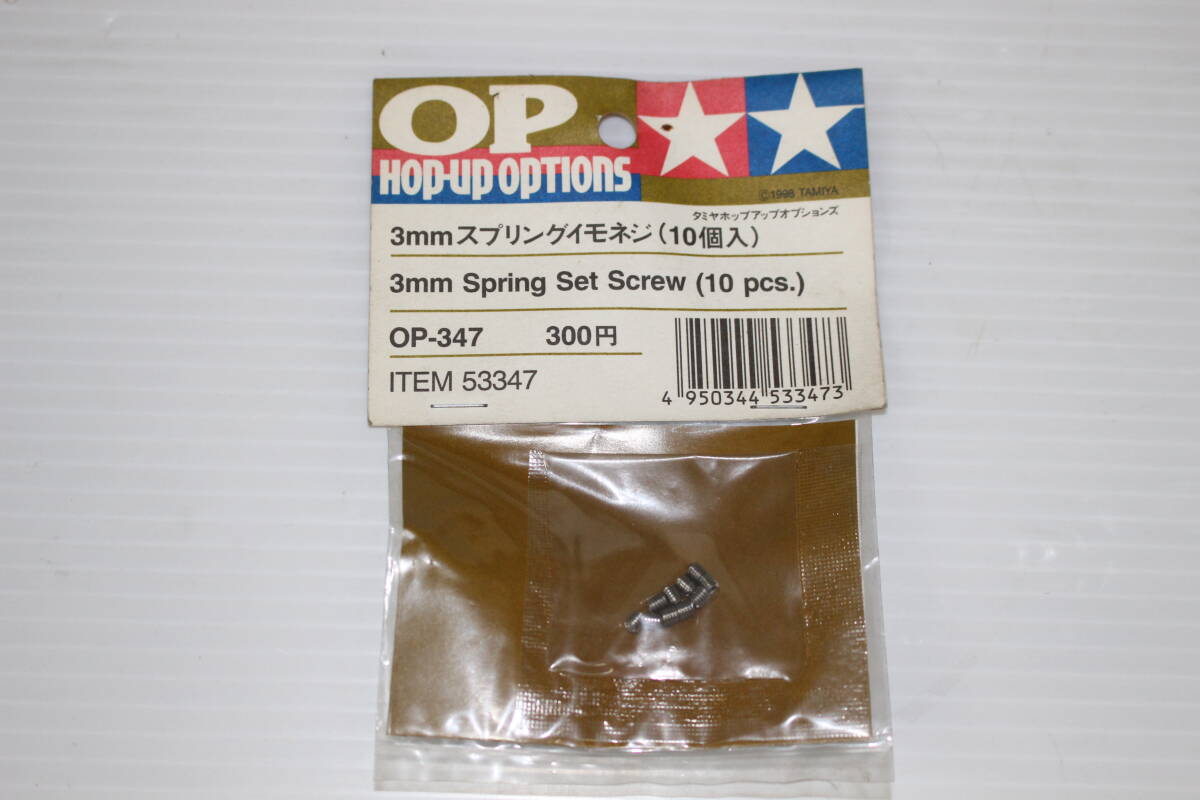 OP
HOP-UP OPTIONS
©1998 TAMIYA
タミヤホップアップオプションズ
3mmスプリングイモネジ(10個入)
3mm Spring Set Screw (10 pcs.)
OP-347 300円
ITEM 53347
4 950344 533473